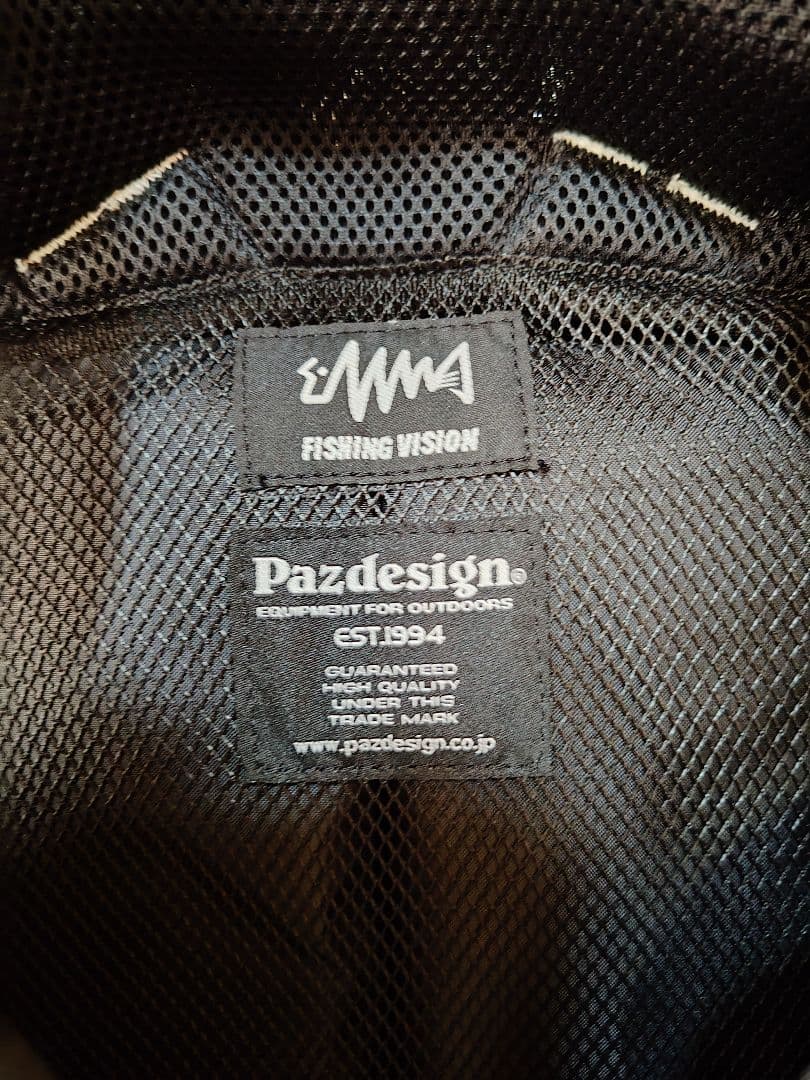 FISHING VISION
Pazdesign®
EQUIPMENT FOR OUTDOORS
EST.1994
GUARANTEED
HIGH QUALITY
UNDER THIS
TRADE MARK
www.pazdesign.co.jp